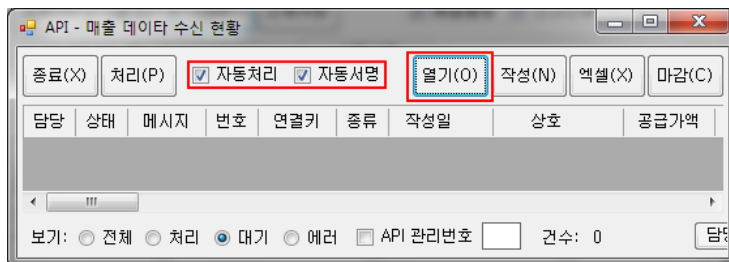 API - 매출 데이타 수신 현황
종료(X) 처리(P) 자동처리 자동서명 열기(O) 작성(N) 엑셀(X) 마감(C)
담당 상태 메시지 번호 연결키 종류 작성일 상호 공급가액
보기: 전체 처리 대기 에러 API 관리번호 건수: 0